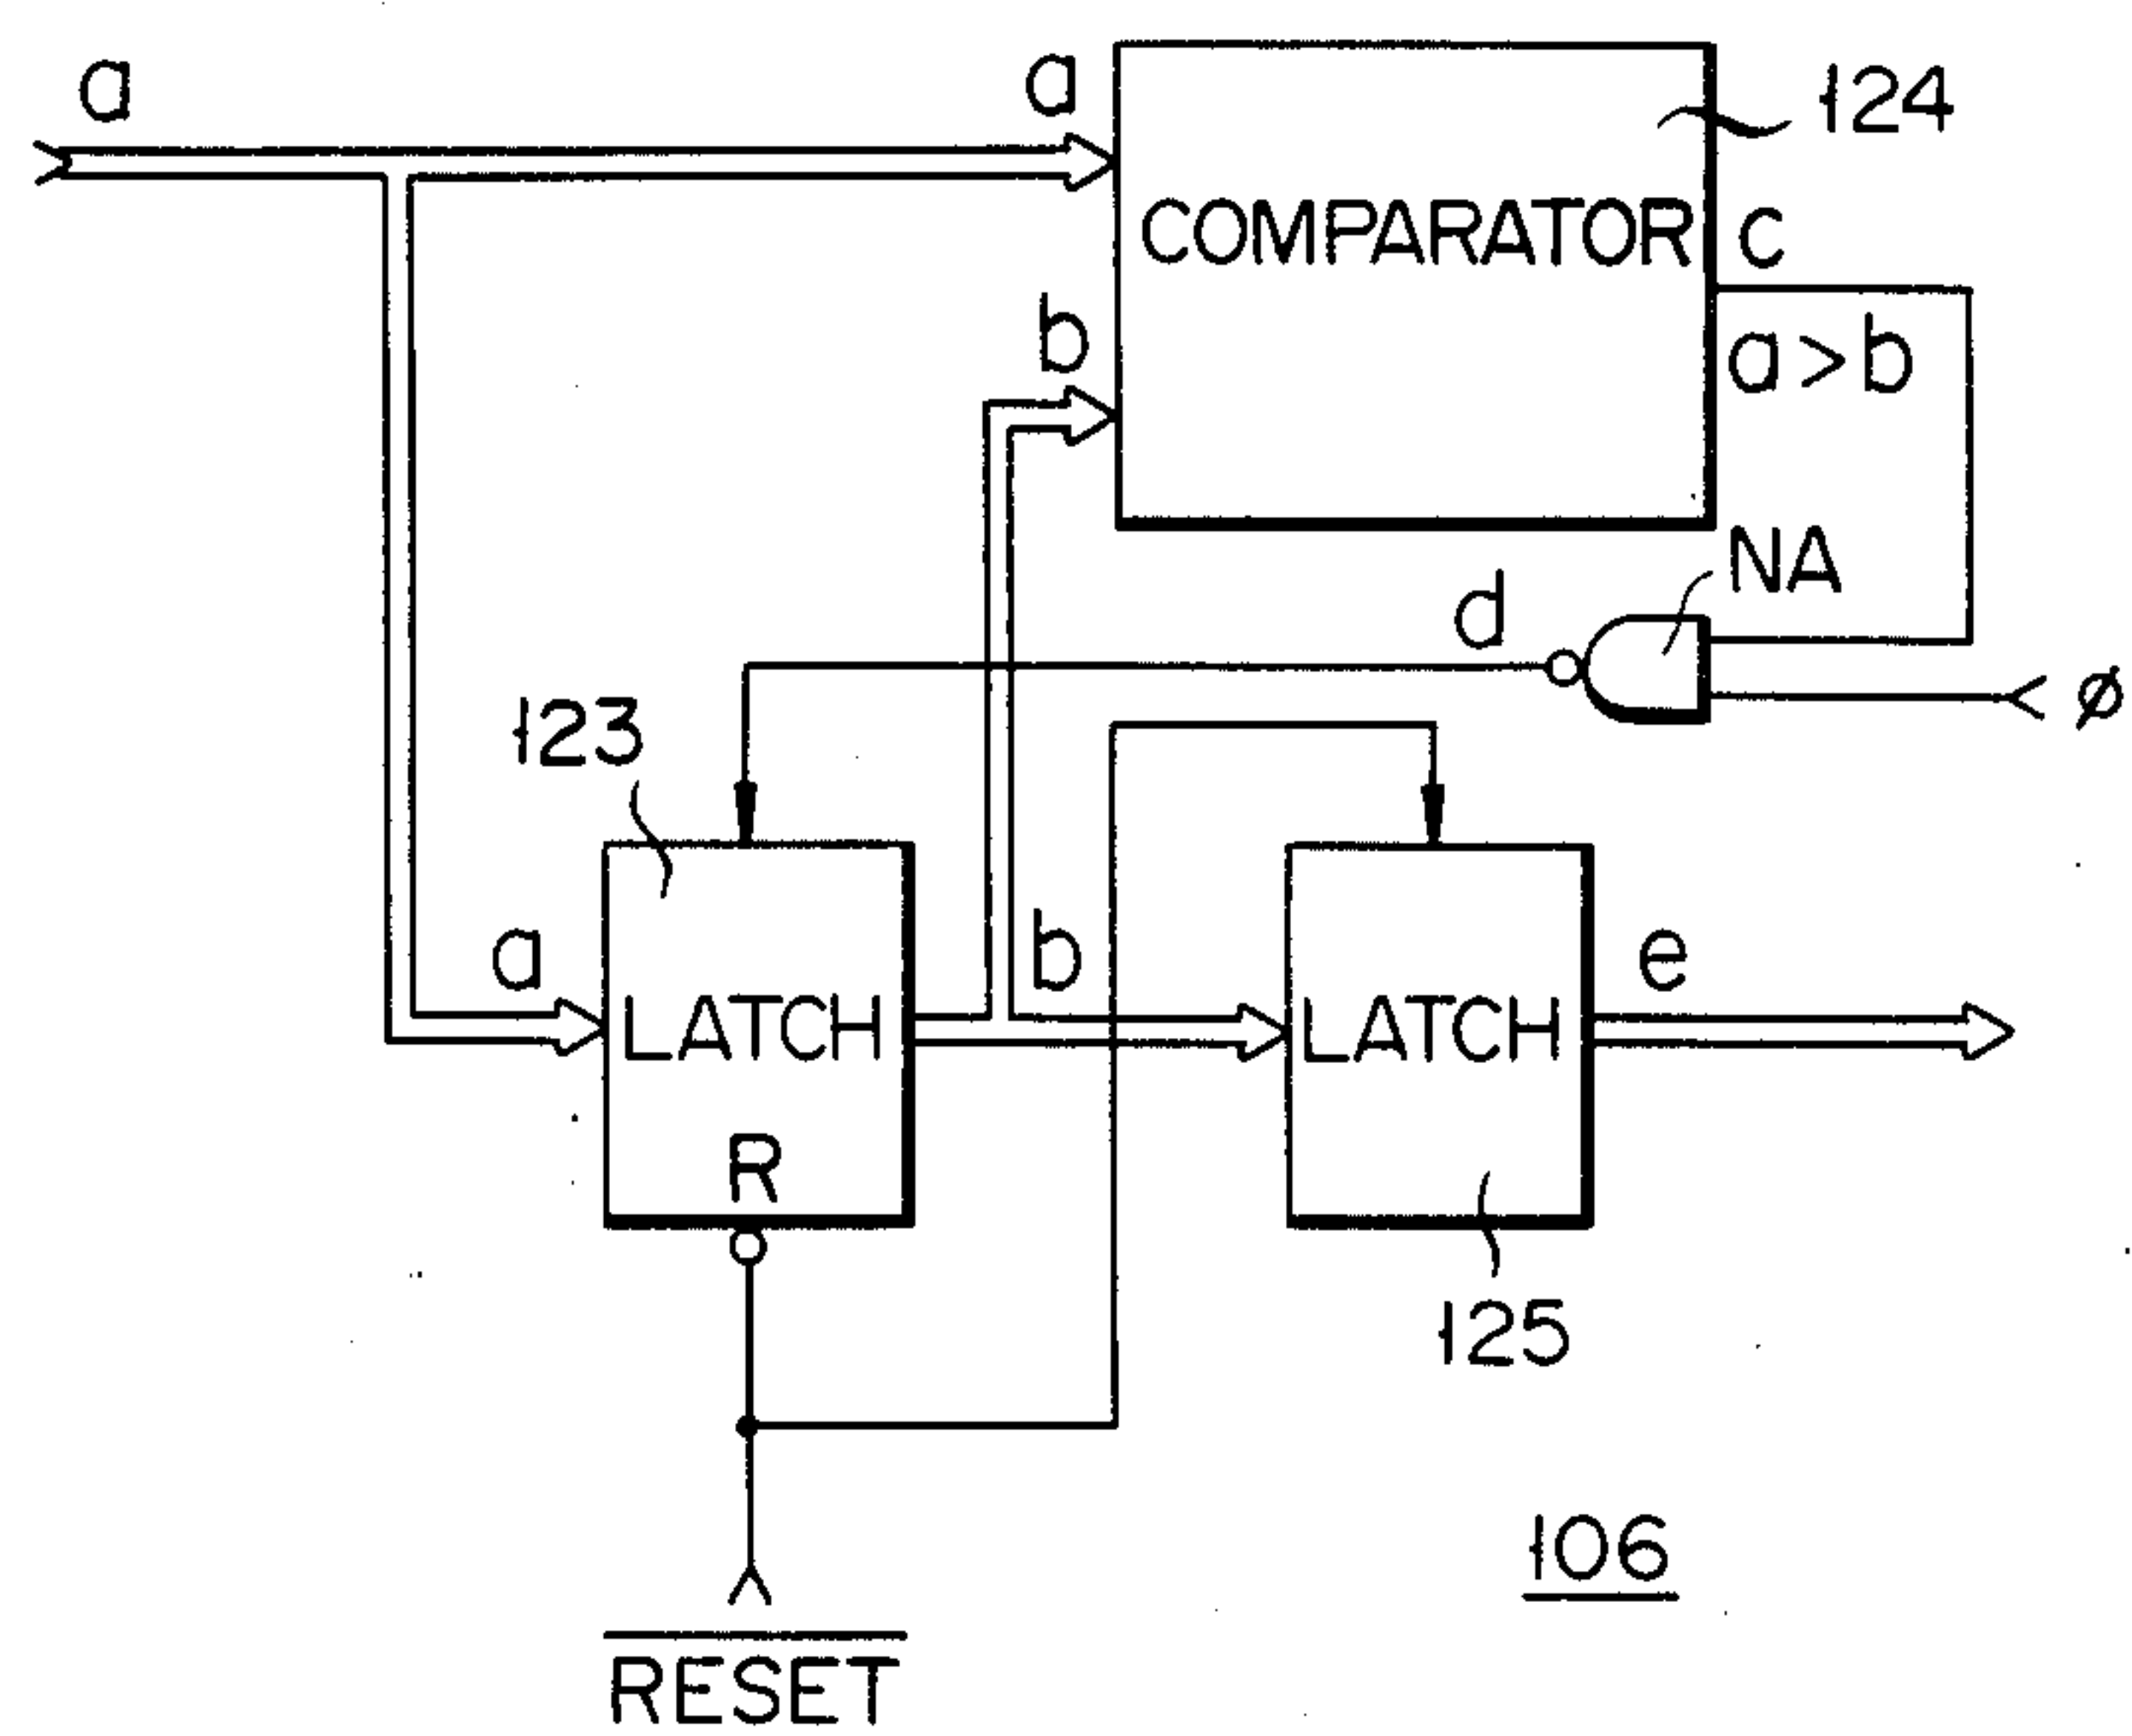 a
a
124
COMPARATOR
c
b
a>b
NA
d
ø
123
a
b
e
LATCH
LATCH
R
125
106
RESET